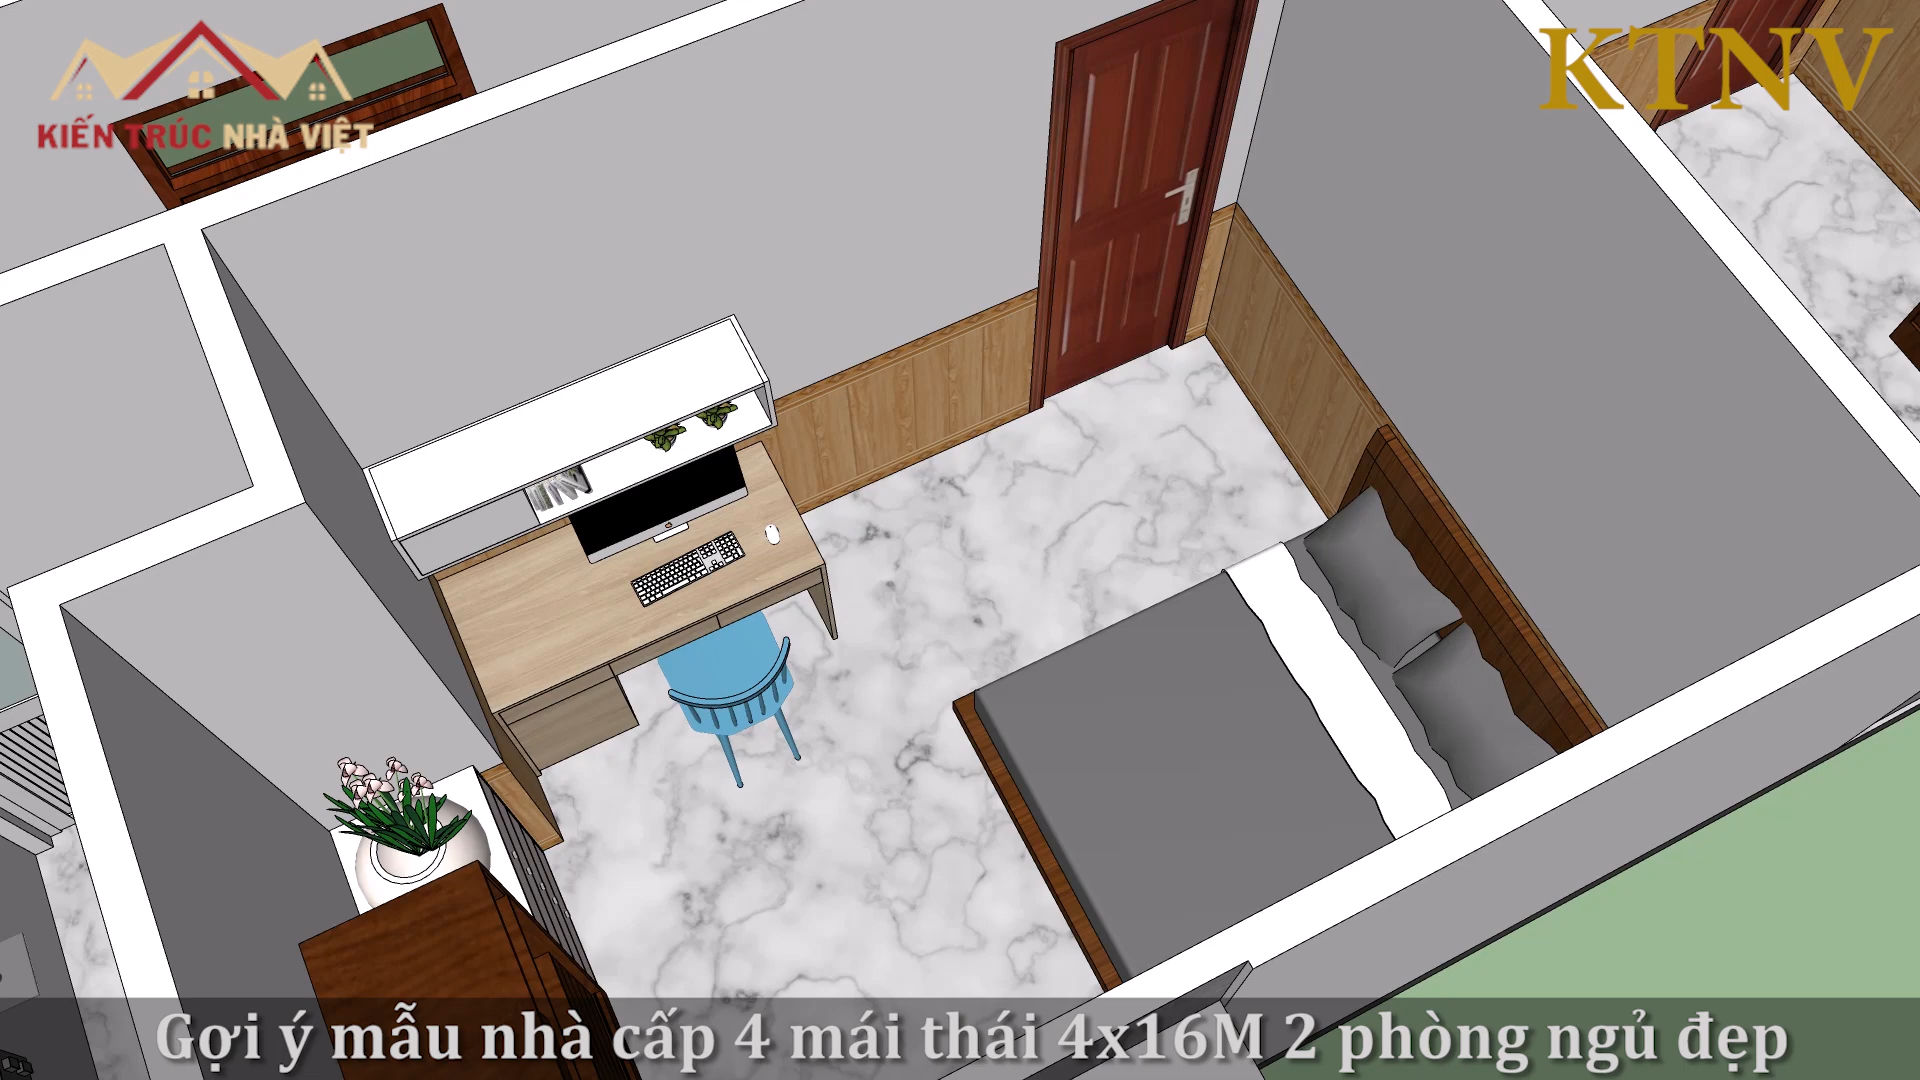 KIẾN TRÚC NHÀ VIỆT
KTNV
Gợi ý mẫu nhà cấp 4 mái thái 4x16M 2 phòng ngủ đẹp